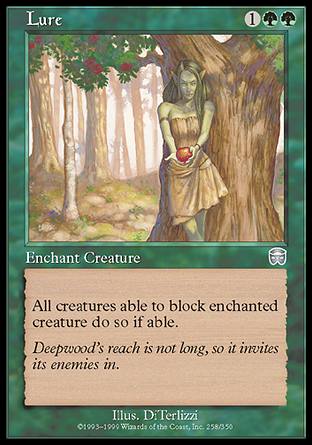 Lure
1
Enchant Creature
All creatures able to block enchanted
creature do so if able.
Deepwood's reach is not long, so it invites
its enemies in.
Illus. DiTerlizzi
©1993–1999 Wizards of the Coast, Inc. 258/350